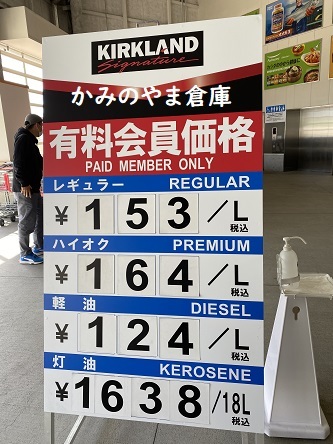 KIRKLAND
Signature
かみのやま倉庫
有料会員価格
PAID MEMBER ONLY
レギュラー REGULAR
¥153/L
税込
ハイオク PREMIUM
¥164/L
税込
軽 油 DIESEL
¥124/L
税込
灯 油 KEROSENE
¥1638/18L
税込